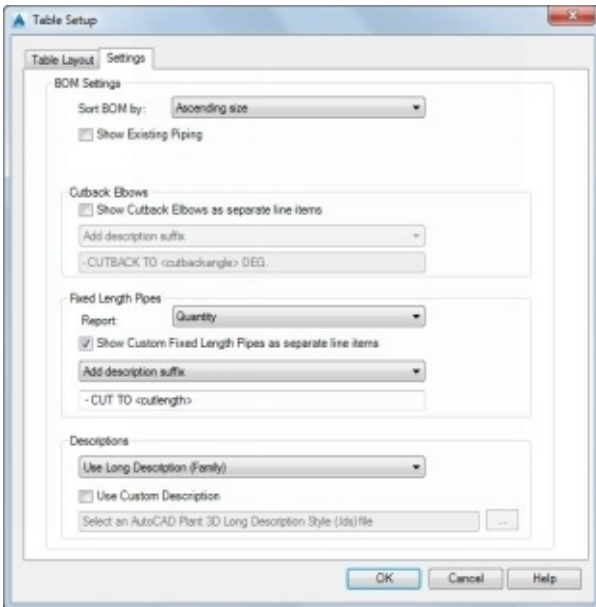 Table Setup
Table Layout Settings
BOM Settings
Sort BOM by: Ascending size
Show Existing Piping
Cutback Elbows
Show Cutback Elbows as separate line items
Add description suffix
- CUTBACK TO <cutbackangle> DEG.
Fixed Length Pipes
Report: Quantity
Show Custom Fixed Length Pipes as separate line items
Add description suffix
- CUT TO <cutlength>
Descriptions
Use Long Description (Family)
Use Custom Description
Select an AutoCAD Plant 3D Long Description Style (.lds) file ...
OK Cancel Help